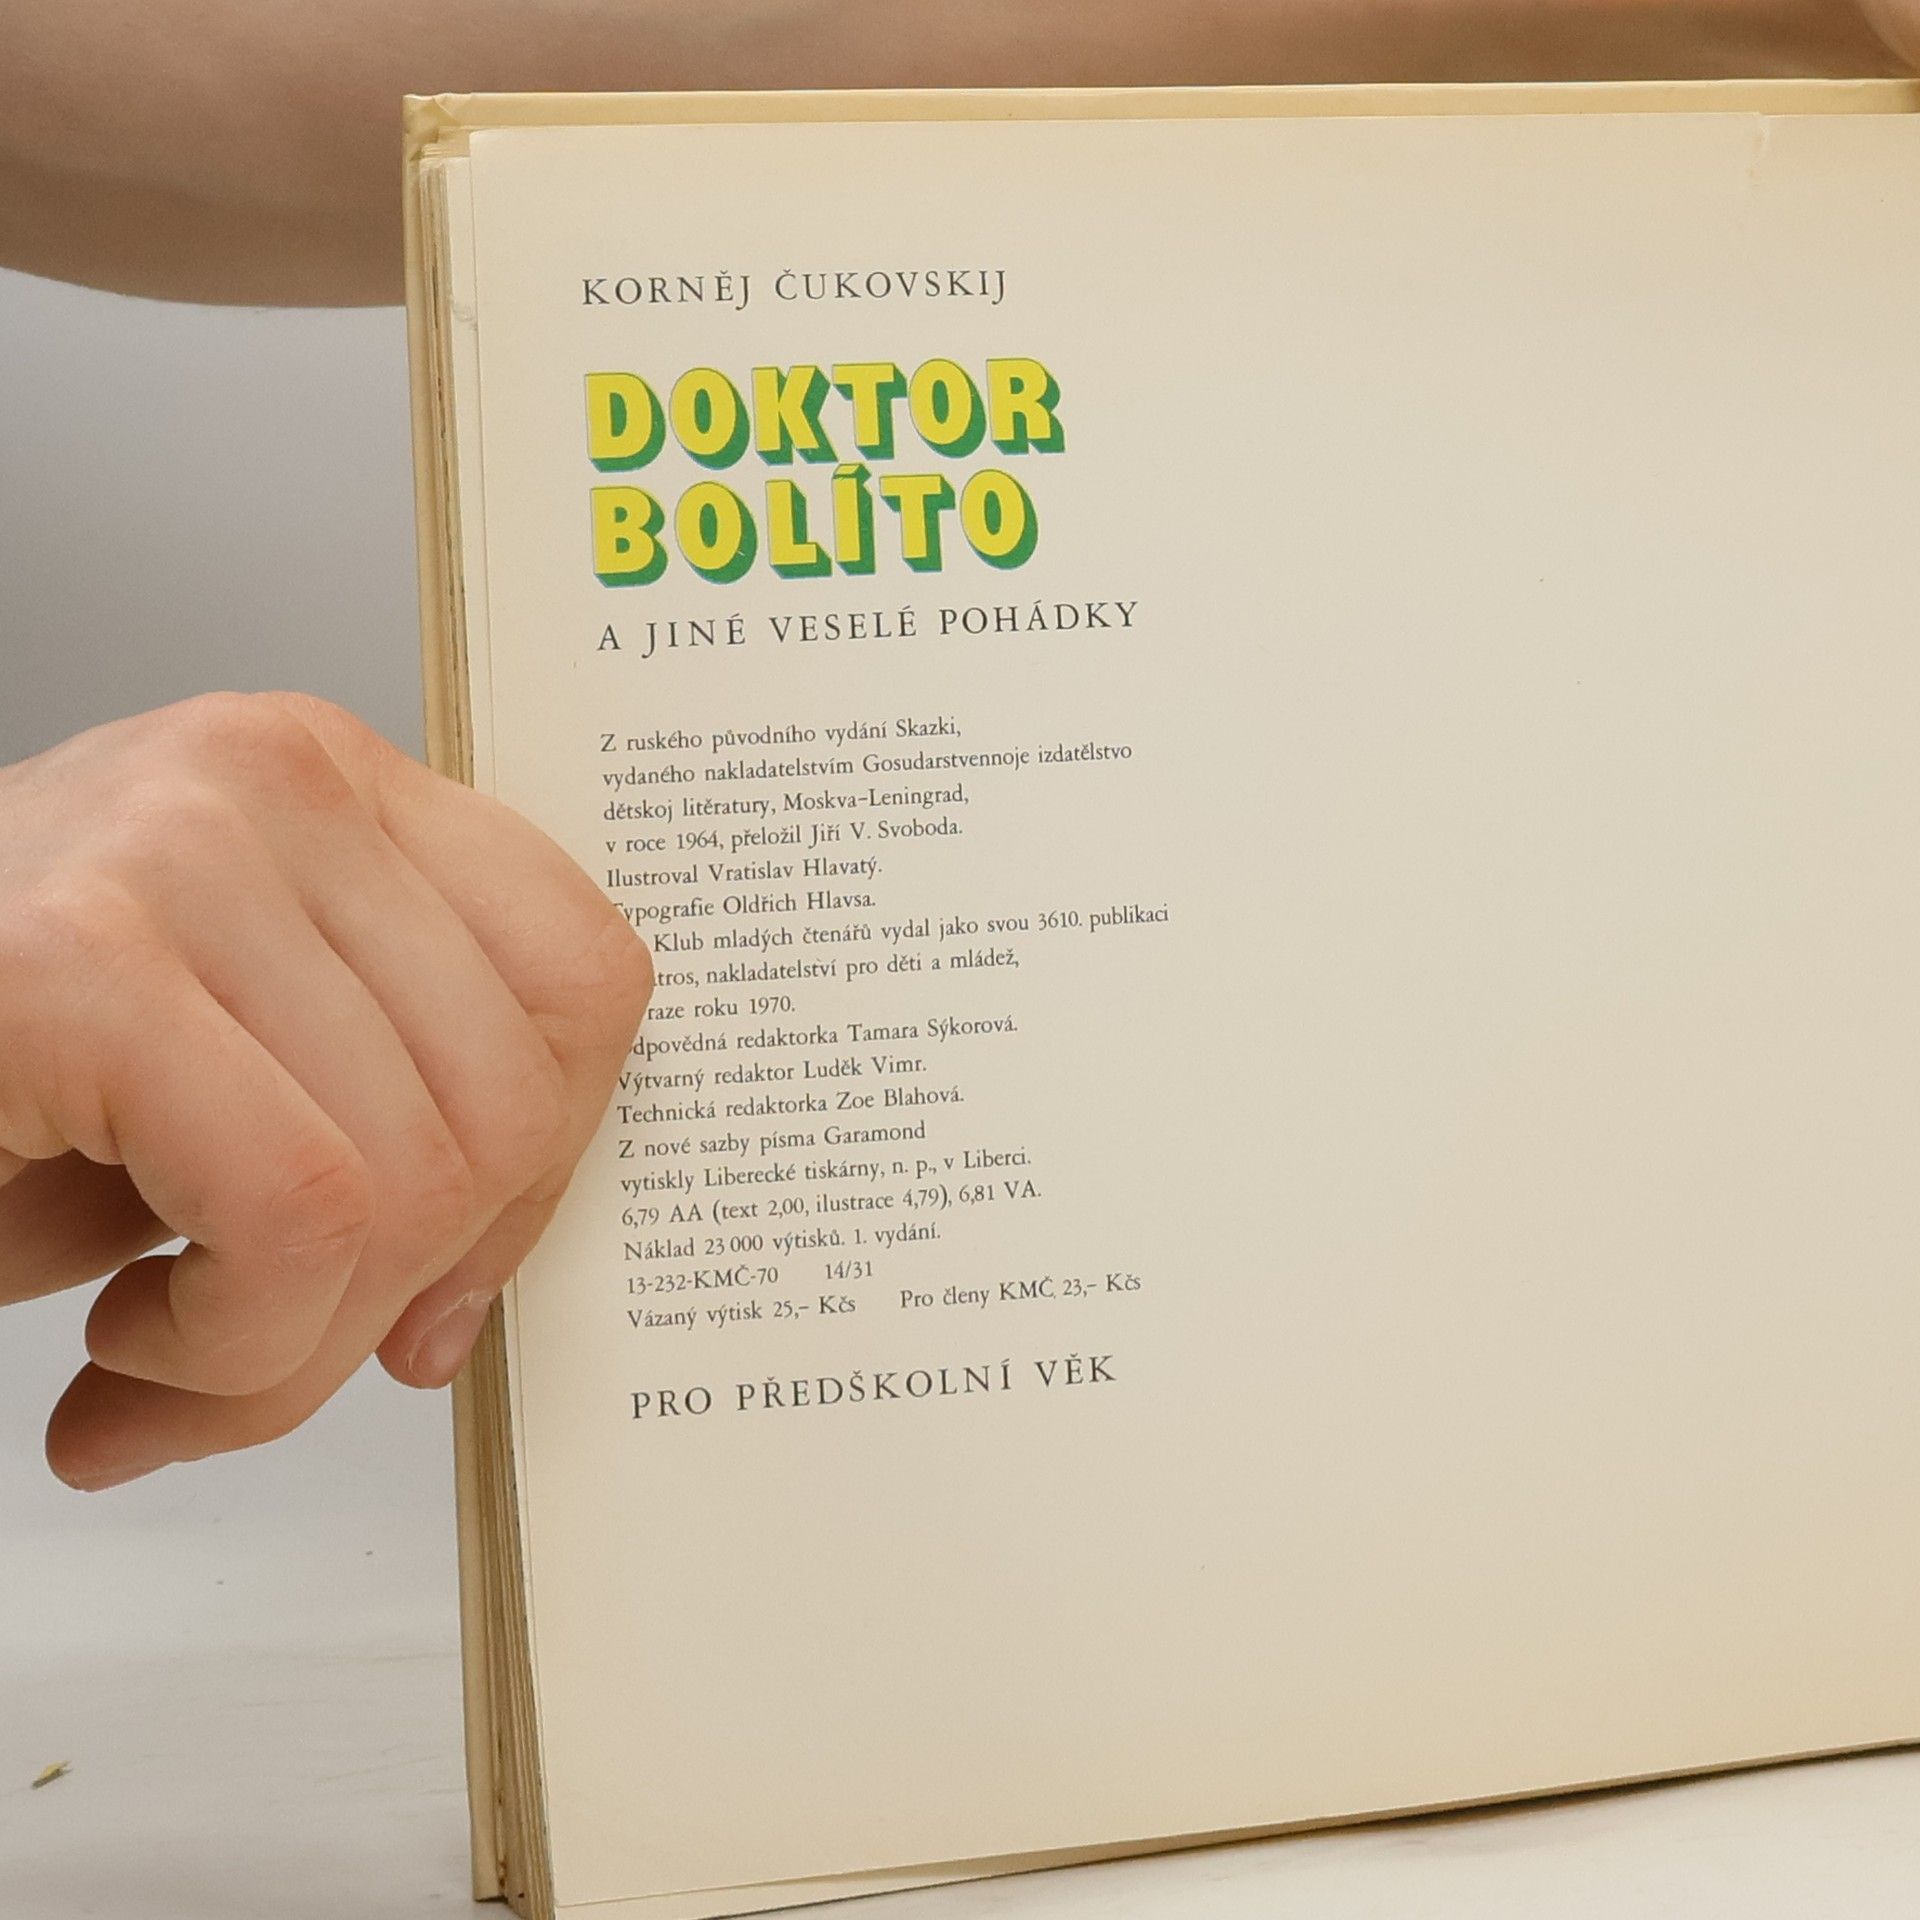 KORNĚJ ČUKOVSKIJ
DOKTOR
BOLÍTO
A JINÉ VESELÉ POHÁDKY
Z ruského původního vydání Skazki,
vydaného nakladatelstvím Gosudarstvennoje izdatělstvo
dětskoj litěratury, Moskva-Leningrad,
v roce 1964, přeložil Jiří V. Svoboda.
Ilustroval Vratislav Hlavatý.
Typografie Oldřich Hlavsa.
Klub mladých čtenářů vydal jako svou 3610. publikaci
tros, nakladatelství pro děti a mládež,
raze roku 1970.
dpovědná redaktorka Tamara Sýkorová.
Výtvarný redaktor Luděk Vimr.
Technická redaktorka Zoe Blahová.
Z nové sazby písma Garamond
vytiskly Liberecké tiskárny, n. p., v Liberci.
6,79 AA (text 2,00, ilustrace 4,79), 6,81 VA.
Náklad 23 000 výtisků. 1. vydání.
13-232-KMČ-70 14/31
Vázaný výtisk 25,– Kčs Pro členy KMČ 23,– Kčs
PRO PŘEDŠKOLNÍ VĚK